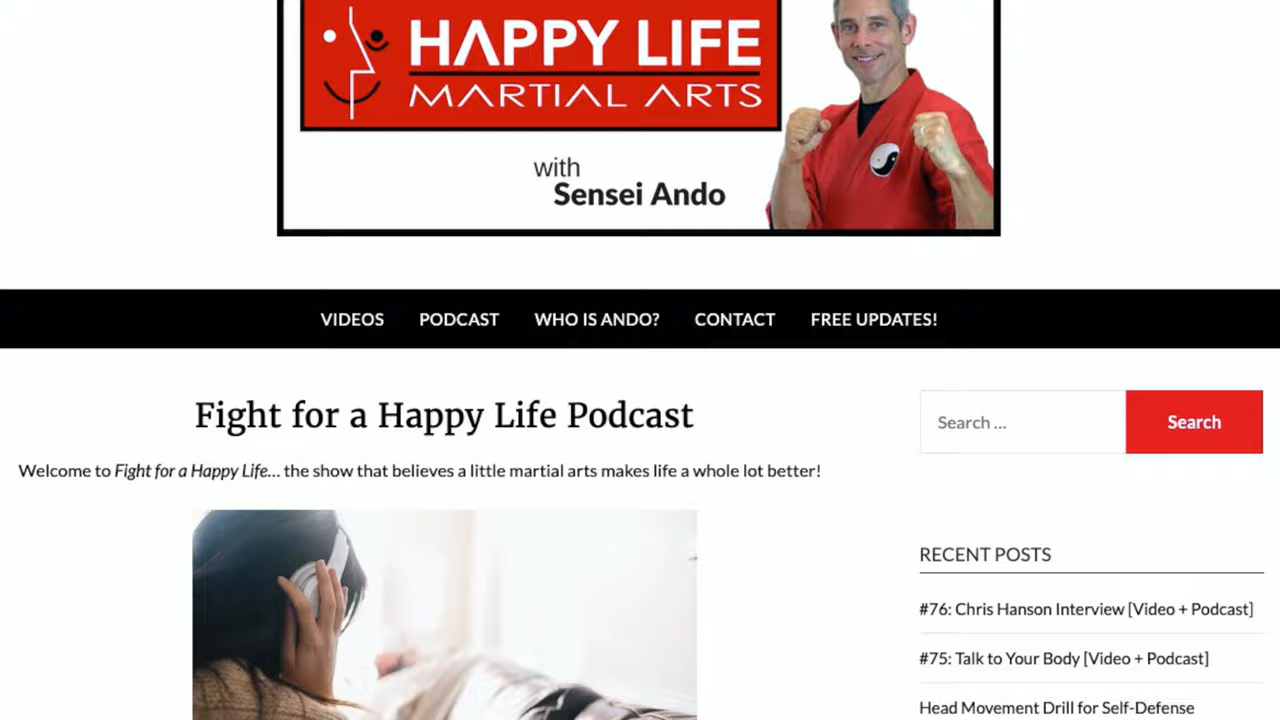 HAPPY LIFE
MARTIAL ARTS
with
Sensei Ando
VIDEOS PODCAST WHO IS ANDO? CONTACT FREE UPDATES!
Fight for a Happy Life Podcast
Welcome to Fight for a Happy Life... the show that believes a little martial arts makes life a whole lot better!
Search ...
Search
RECENT POSTS
#76: Chris Hanson Interview [Video + Podcast]
#75: Talk to Your Body [Video + Podcast]
Head Movement Drill for Self-Defense